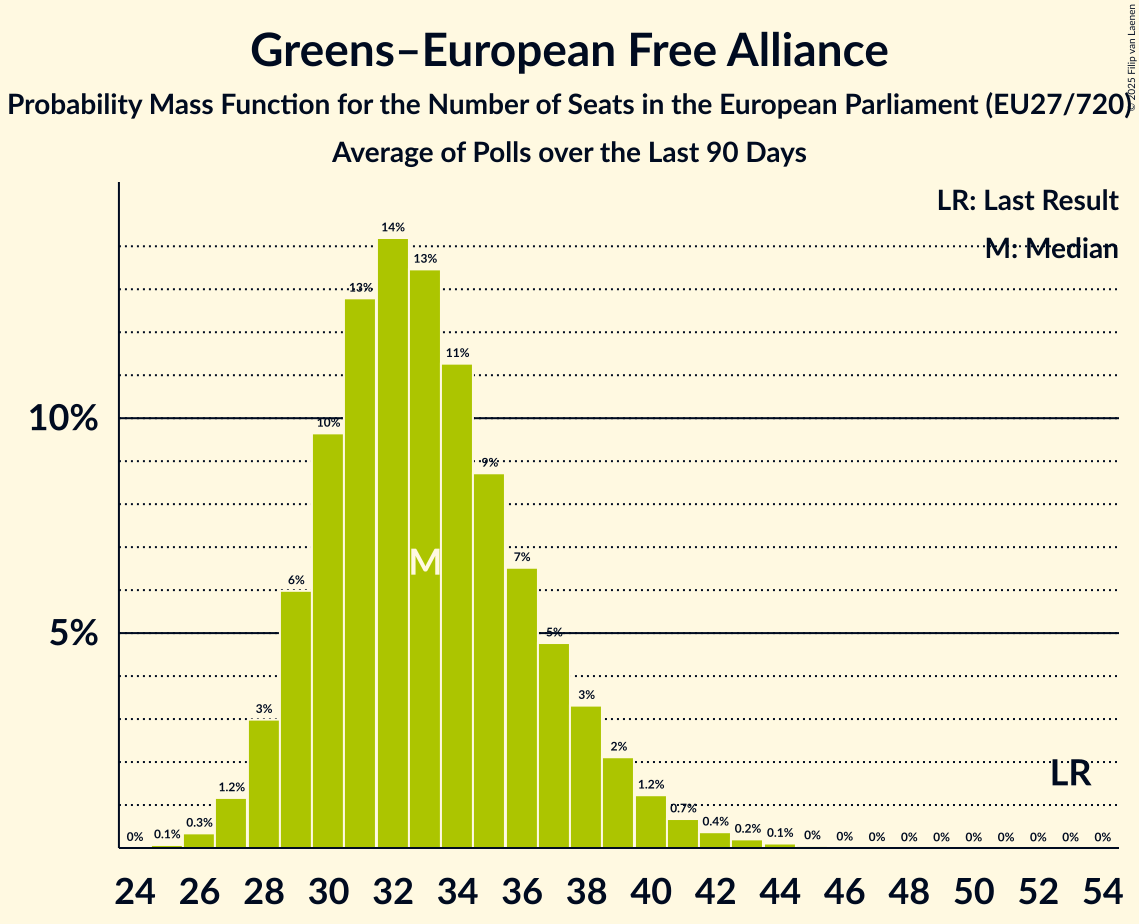 Greens–European Free Alliance
Probability Mass Function for the Number of Seats in the European Parliament (EU27/720)
Average of Polls over the Last 90 Days
© 2025 Filip van Laenen
LR: Last Result
M: Median
10%
5%
0% 0.1% 0.3% 1.2% 3% 6% 10% 13% 14% 13% 11% 9% 7% 5% 3% 2% 1.2% 0.7% 0.4% 0.2% 0.1% 0% 0% 0% 0% 0% 0% 0% 0% 0% 0%
M
LR
24 26 28 30 32 34 36 38 40 42 44 46 48 50 52 54